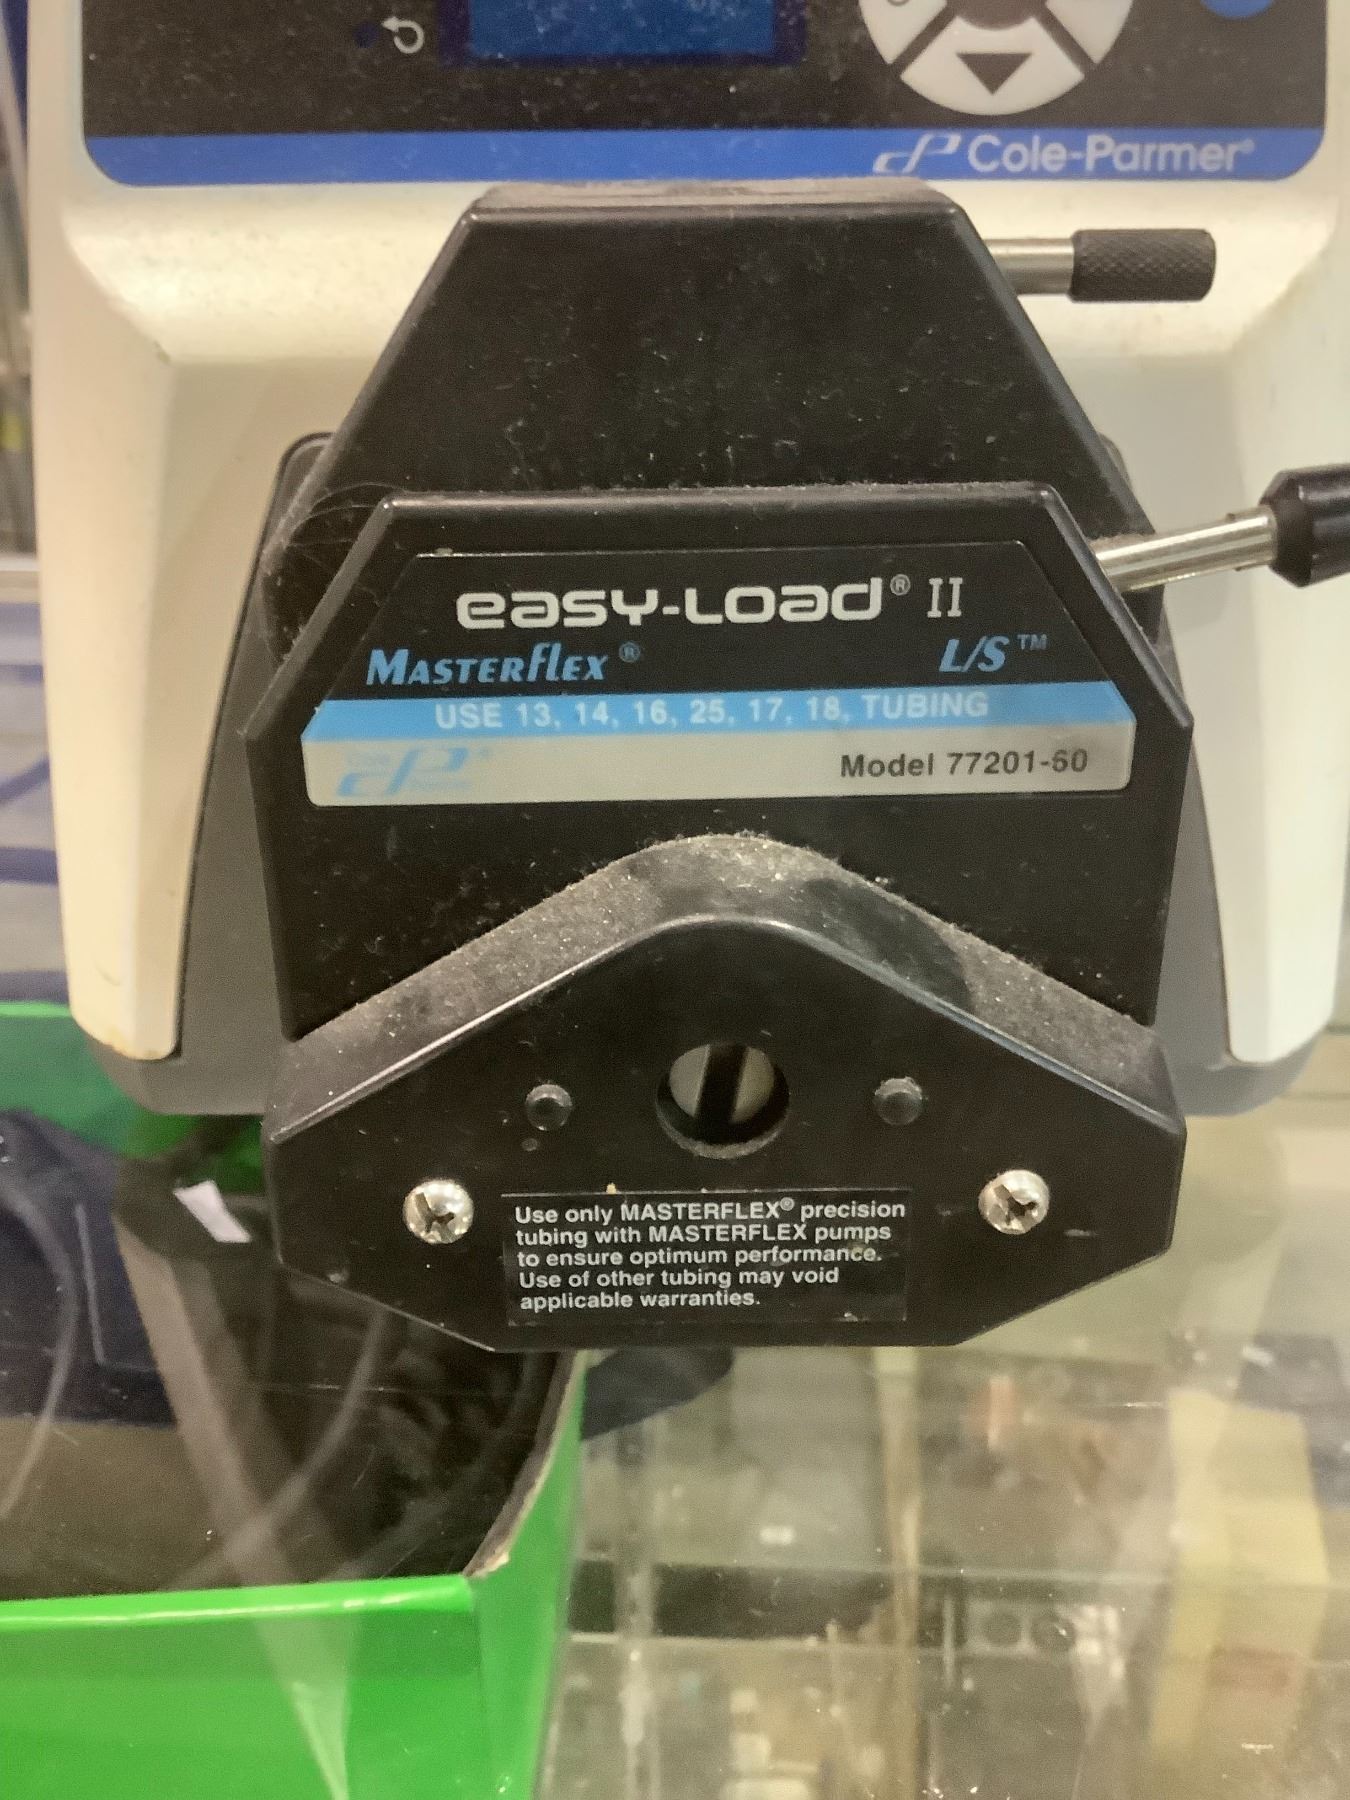 Cole-Parmer®
easy-Load® II
MASTERFLEX® L/S™
USE 13, 14, 16, 25, 17, 18, TUBING
Model 77201-60
Use only MASTERFLEX® precision
tubing with MASTERFLEX pumps
to ensure optimum performance.
Use of other tubing may void
applicable warranties.